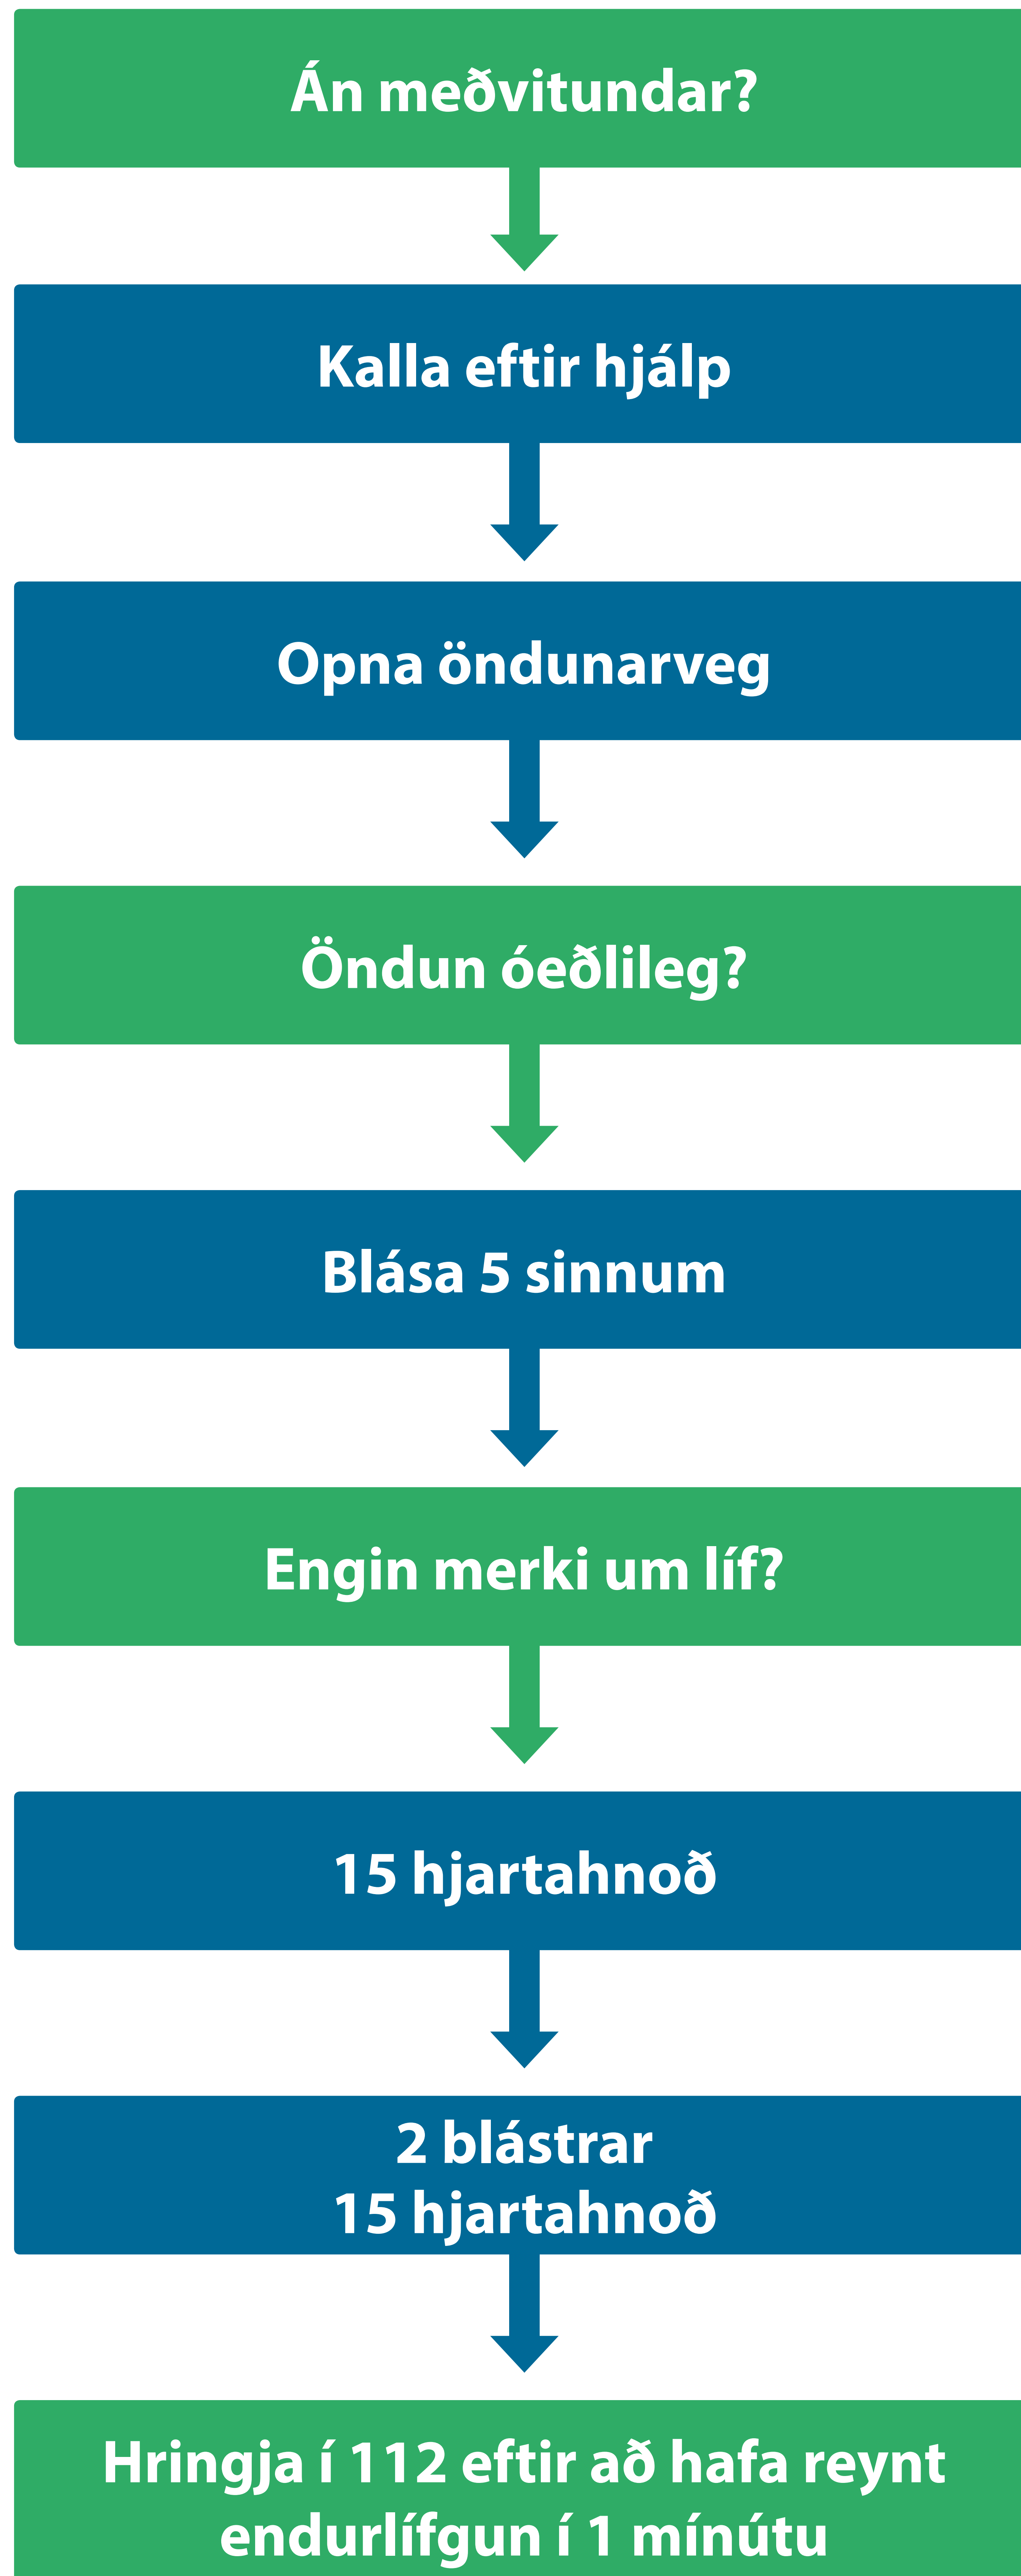 Án meðvitundar?
Kalla eftir hjálp
Opna öndunarveg
Öndun óeðlileg?
Blása 5 sinnum
Engin merki um líf?
15 hjartahnoð
2 blástrar
15 hjartahnoð
Hringja í 112 eftir að hafa reynt
endurlífgun í 1 mínútu